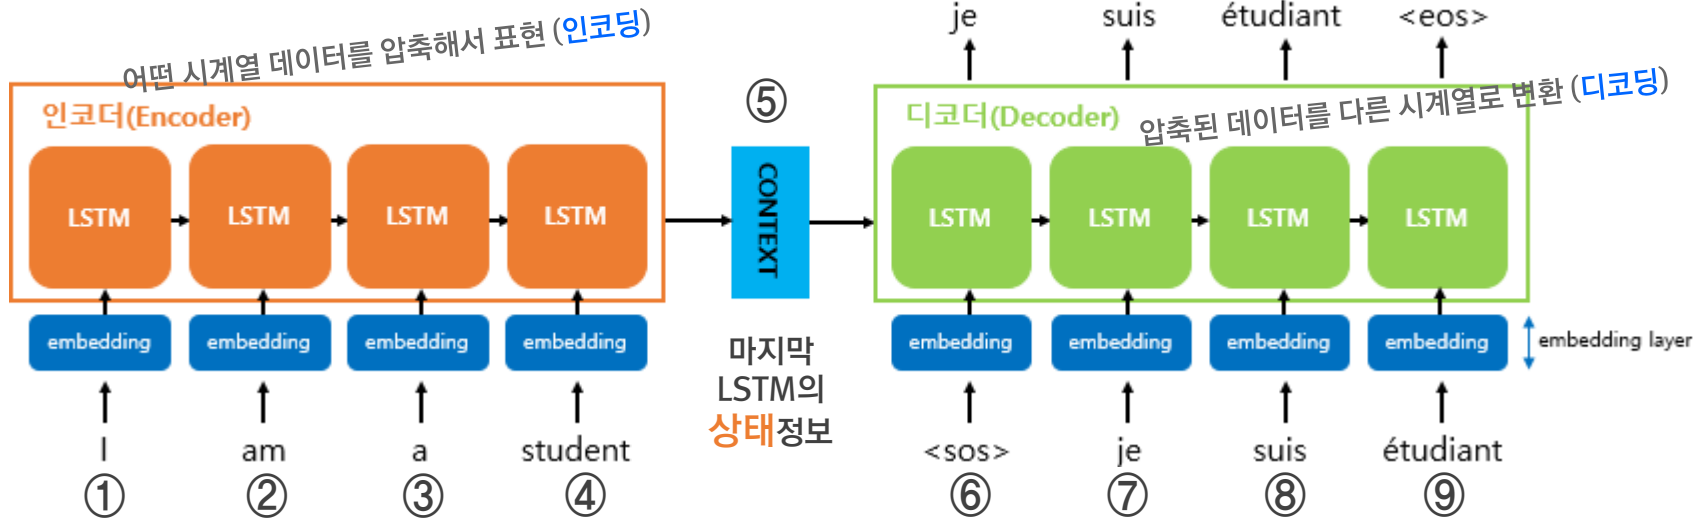 je suis étudiant <eos>
어떤 시계열 데이터를 압축해서 표현 (인코딩)
압축된 데이터를 다른 시계열로 변환 (디코딩)
⑤
인코더(Encoder)
디코더(Decoder)
LSTM LSTM LSTM LSTM
CONTEXT
LSTM LSTM LSTM LSTM
embedding embedding embedding embedding
embedding embedding embedding embedding
embedding layer
마지막
LSTM의
상태정보
I am a student
<sos> je suis étudiant
① ② ③ ④
⑥ ⑦ ⑧ ⑨